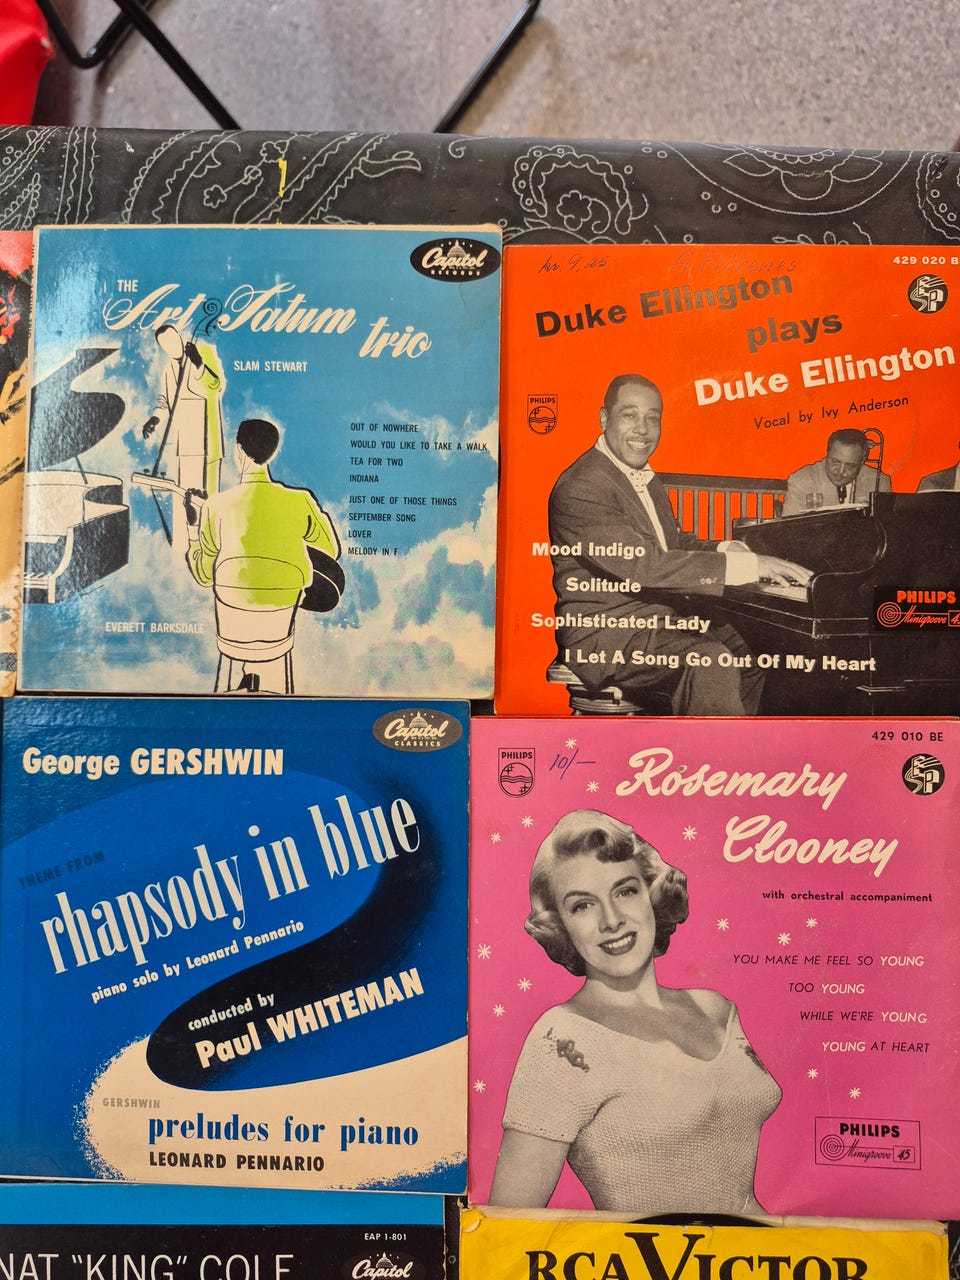 THE
Art Tatum trio
Capitol
RECORDS
SLAM STEWART
OUT OF NOWHERE
WOULD YOU LIKE TO TAKE A WALK
TEA FOR TWO
INDIANA
JUST ONE OF THOSE THINGS
SEPTEMBER SONG
LOVER
MELODY IN F
EVERETT BARKSDALE
kr. 9,25
429 020 B
EP
Duke Ellington
plays
Duke Ellington
Vocal by Ivy Anderson
PHILIPS
Mood Indigo
Solitude
Sophisticated Lady
I Let A Song Go Out Of My Heart
PHILIPS
Minigroove 4
Capitol
CLASSICS
George GERSHWIN
THEME FROM
rhapsody in blue
piano solo by Leonard Pennario
conducted by
Paul WHITEMAN
GERSHWIN
preludes for piano
LEONARD PENNARIO
429 010 BE
PHILIPS
10/-
EP
Rosemary
Clooney
with orchestral accompaniment
YOU MAKE ME FEEL SO YOUNG
TOO YOUNG
WHILE WE'RE YOUNG
YOUNG AT HEART
PHILIPS
Minigroove 45
EAP 1-801
NAT "KING" COLE
Capitol
RCA VICTOR